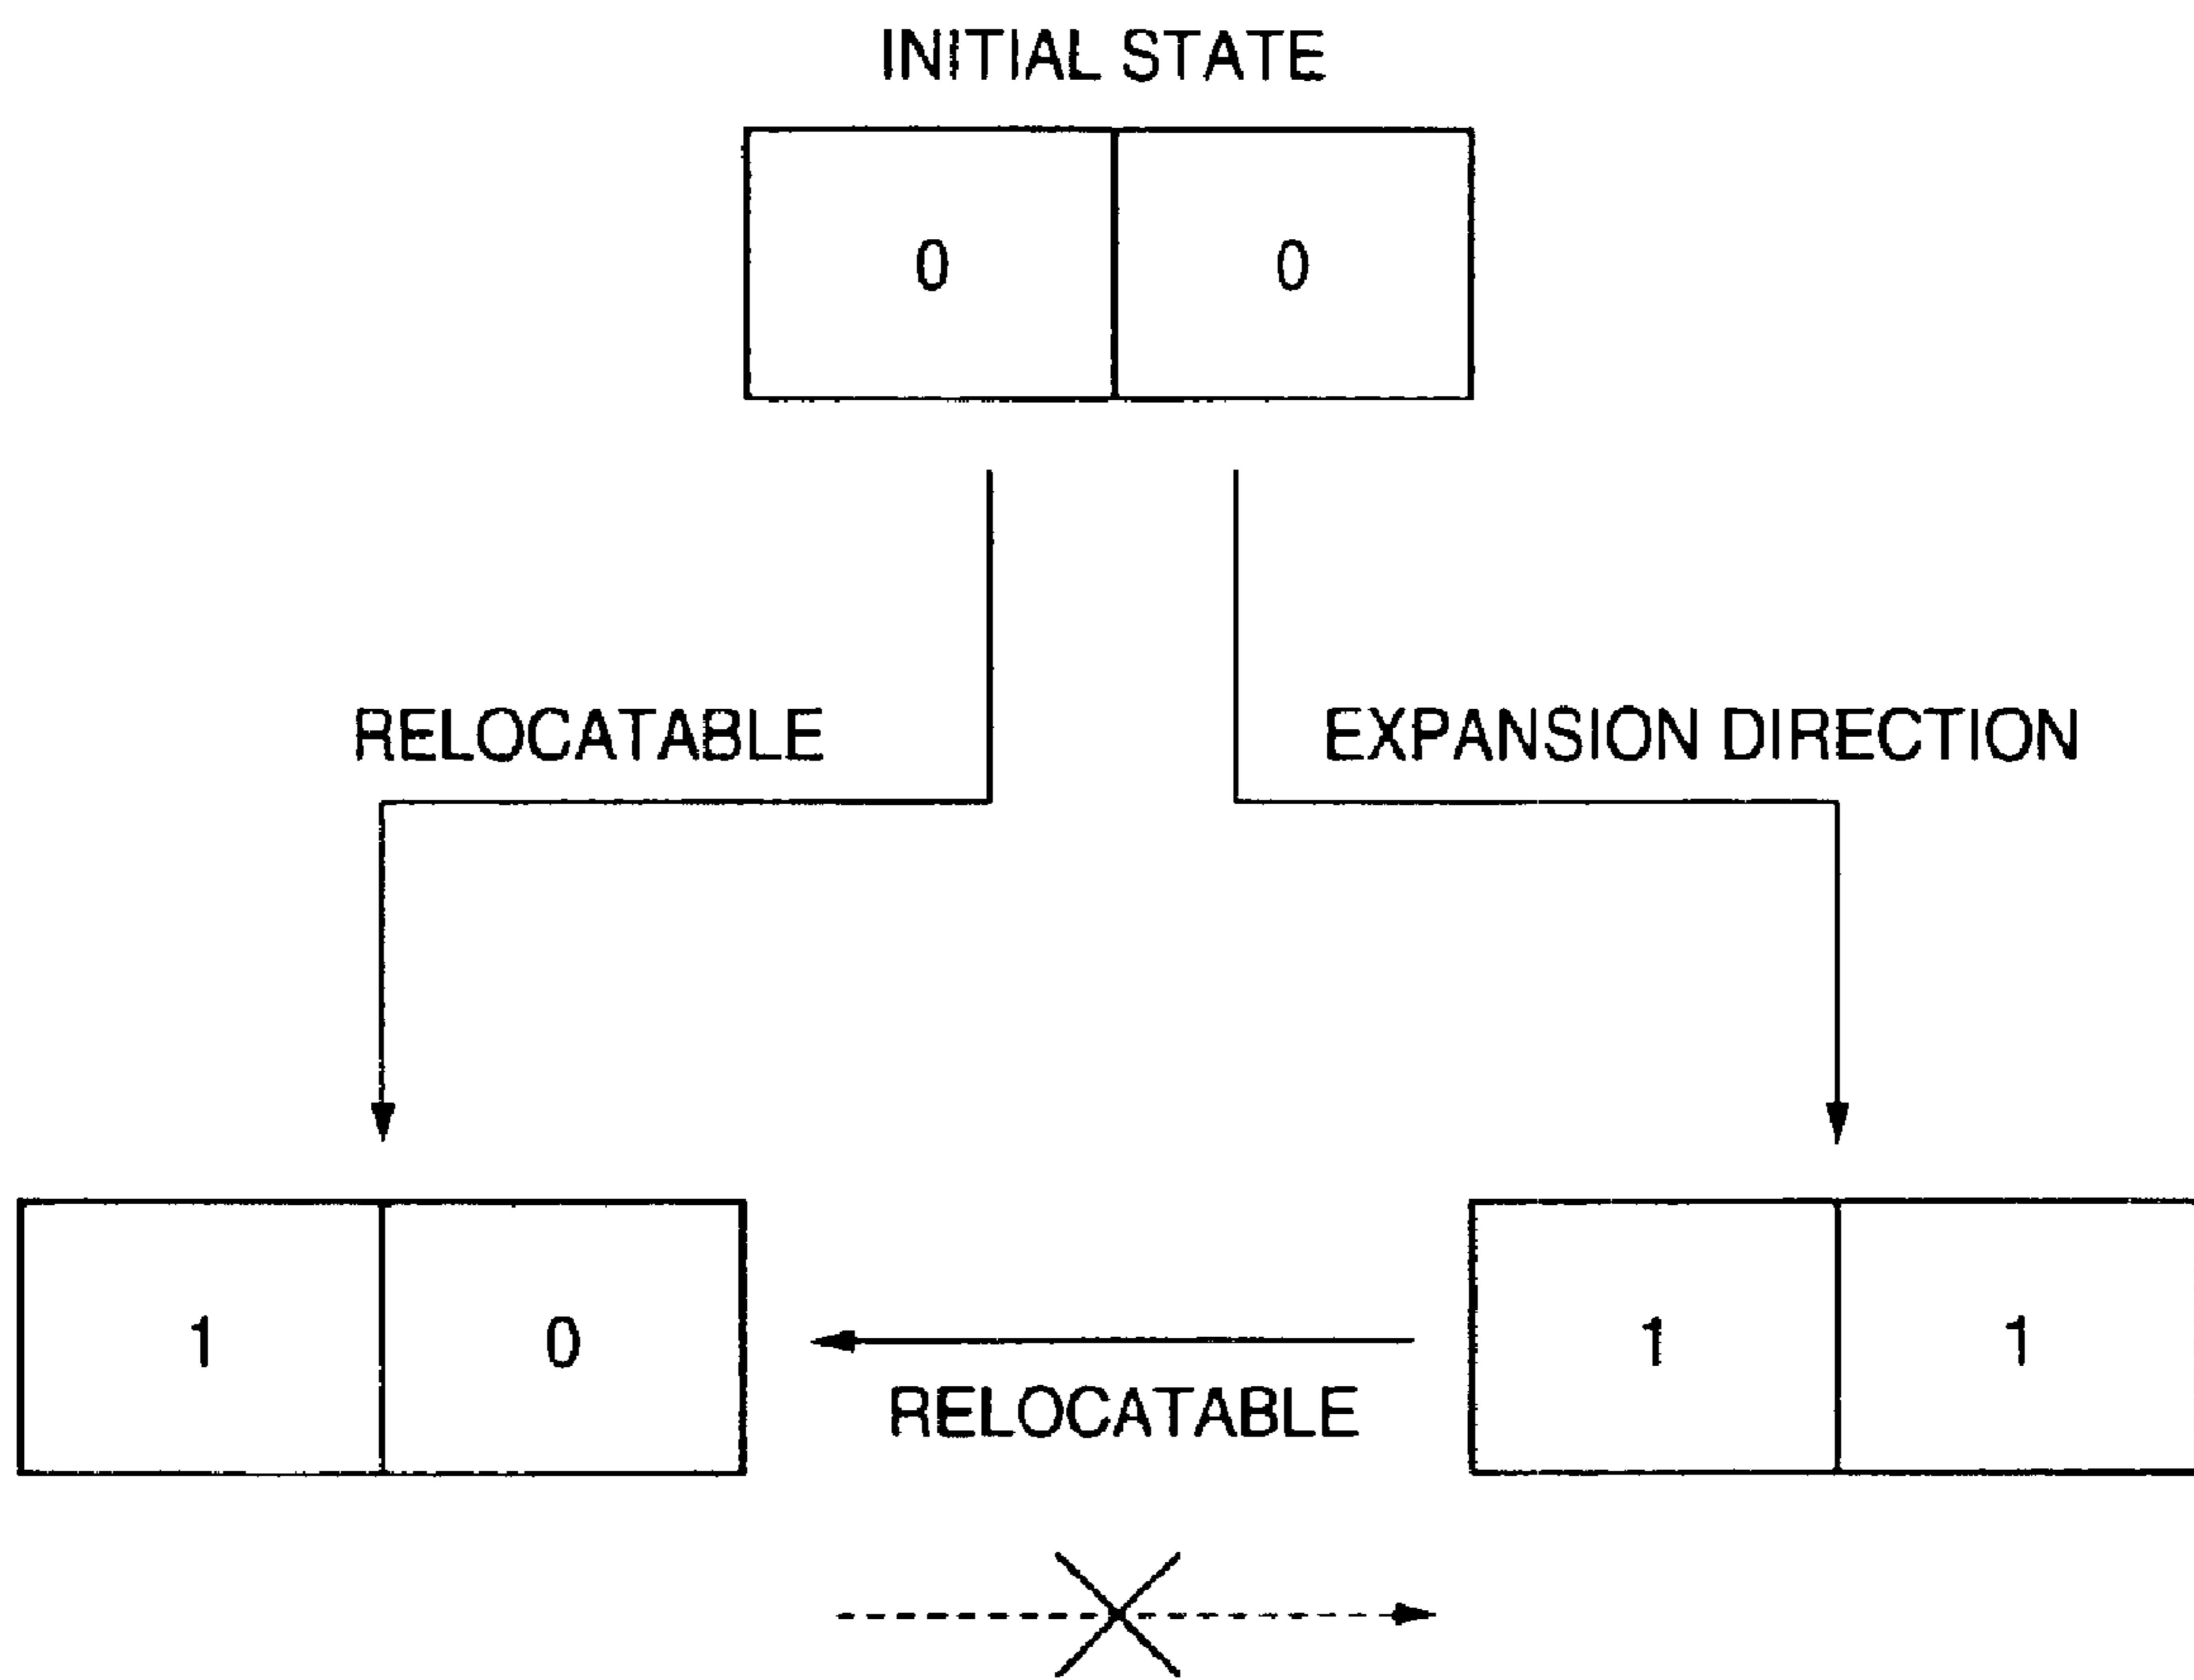 INITIAL STATE
0 0
RELOCATABLE
EXPANSION DIRECTION
1 0
RELOCATABLE
1 1